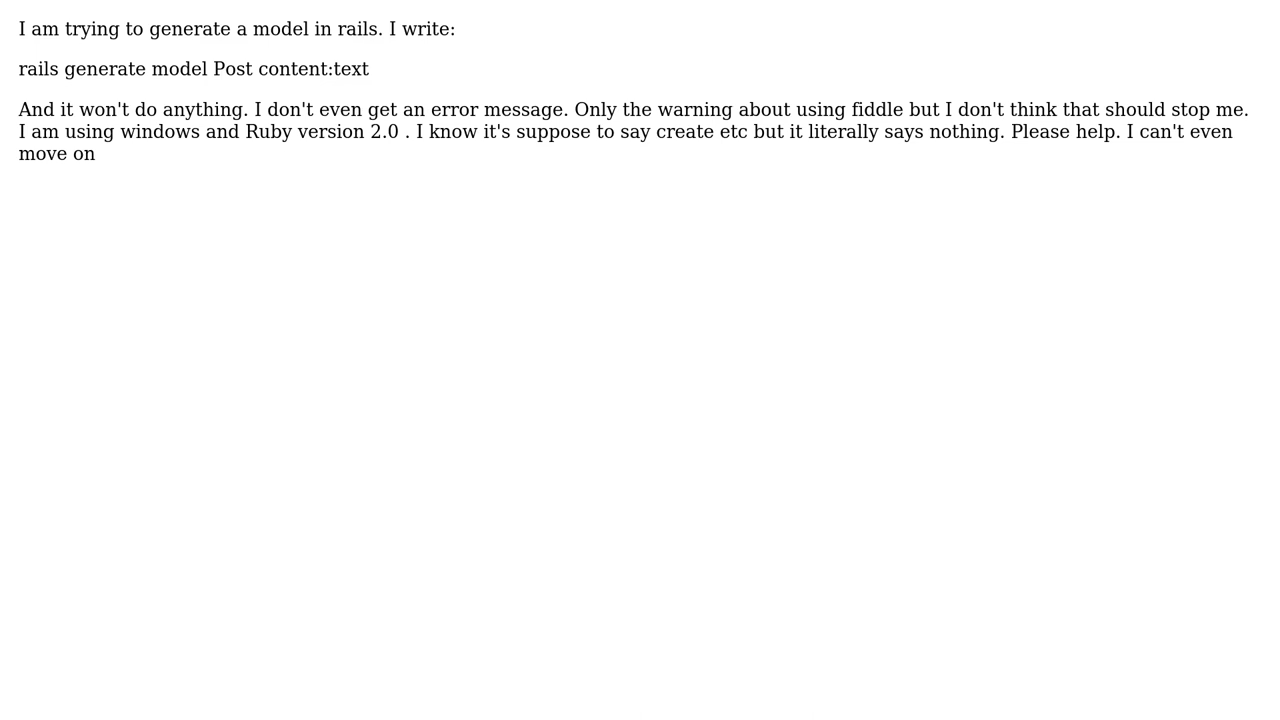 I am trying to generate a model in rails. I write:
rails generate model Post content:text
And it won't do anything. I don't even get an error message. Only the warning about using fiddle but I don't think that should stop me.
I am using windows and Ruby version 2.0 . I know it's suppose to say create etc but it literally says nothing. Please help. I can't even
move on